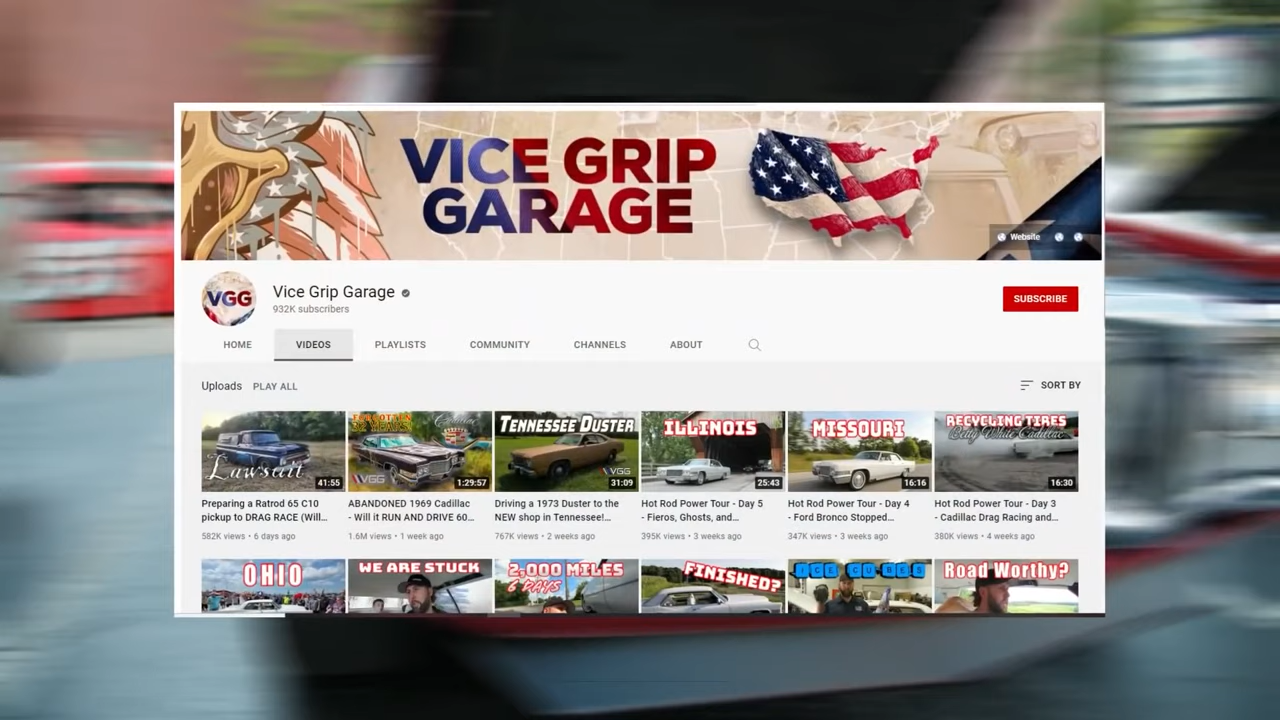 VICE GRIP
GARAGE
Website
VGG
Vice Grip Garage
932K subscribers
SUBSCRIBE
HOME VIDEOS PLAYLISTS COMMUNITY CHANNELS ABOUT
Uploads PLAY ALL SORT BY
Lawsuit
41:55
FORGOTTEN
Cadillac
VGG
1:29:57
TENNESSEE DUSTER
VGG
31:09
ILLINOIS
25:43
MISSOURI
16:16
RECYCLING TIRES
Betty White Cadillac
16:30
Preparing a Ratrod 65 C10
pickup to DRAG RACE (Will...
582K views • 6 days ago
ABANDONED 1969 Cadillac
- Will it RUN AND DRIVE 60...
1.6M views • 1 week ago
Driving a 1973 Duster to the
NEW shop in Tennessee!...
767K views • 2 weeks ago
Hot Rod Power Tour - Day 5
- Fieros, Ghosts, and...
395K views • 3 weeks ago
Hot Rod Power Tour - Day 4
- Ford Bronco Stopped...
347K views • 3 weeks ago
Hot Rod Power Tour - Day 3
- Cadillac Drag Racing and...
380K views • 4 weeks ago
OHIO
WE ARE STUCK
2,000 MILES
6 DAYS
FINISHED?
ICE CUBES
Road Worthy?